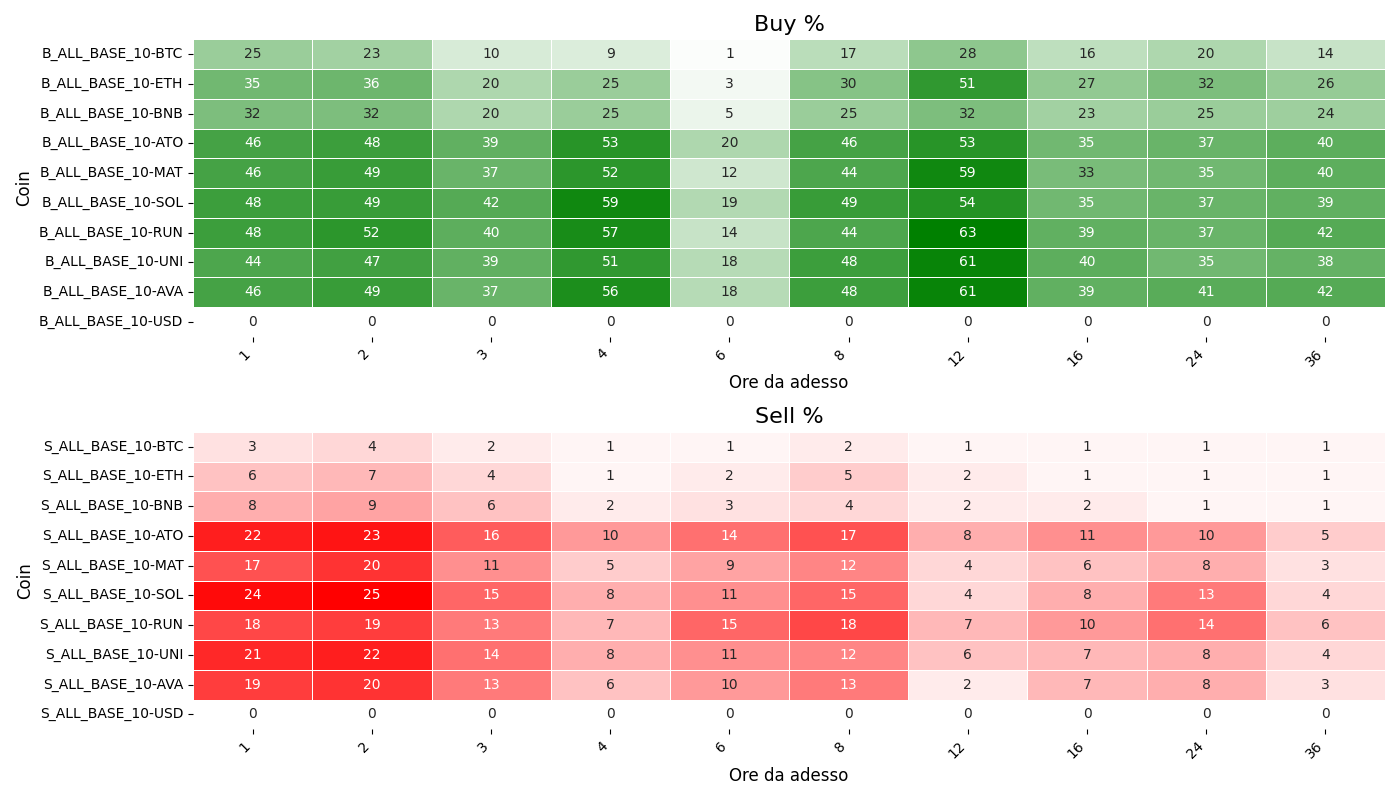 Buy %
Coin
B_ALL_BASE_10-BTC 25 23 10 9 1 17 28 16 20 14
B_ALL_BASE_10-ETH 35 36 20 25 3 30 51 27 32 26
B_ALL_BASE_10-BNB 32 32 20 25 5 25 32 23 25 24
B_ALL_BASE_10-ATO 46 48 39 53 20 46 53 35 37 40
B_ALL_BASE_10-MAT 46 49 37 52 12 44 59 33 35 40
B_ALL_BASE_10-SOL 48 49 42 59 19 49 54 35 37 39
B_ALL_BASE_10-RUN 48 52 40 57 14 44 63 39 37 42
B_ALL_BASE_10-UNI 44 47 39 51 18 48 61 40 35 38
B_ALL_BASE_10-AVA 46 49 37 56 18 48 61 39 41 42
B_ALL_BASE_10-USD 0 0 0 0 0 0 0 0 0 0
1 2 3 4 6 8 12 16 24 36
Ore da adesso
Sell %
Coin
S_ALL_BASE_10-BTC 3 4 2 1 1 2 1 1 1 1
S_ALL_BASE_10-ETH 6 7 4 1 2 5 2 1 1 1
S_ALL_BASE_10-BNB 8 9 6 2 3 4 2 2 1 1
S_ALL_BASE_10-ATO 22 23 16 10 14 17 8 11 10 5
S_ALL_BASE_10-MAT 17 20 11 5 9 12 4 6 8 3
S_ALL_BASE_10-SOL 24 25 15 8 11 15 4 8 13 4
S_ALL_BASE_10-RUN 18 19 13 7 15 18 7 10 14 6
S_ALL_BASE_10-UNI 21 22 14 8 11 12 6 7 8 4
S_ALL_BASE_10-AVA 19 20 13 6 10 13 2 7 8 3
S_ALL_BASE_10-USD 0 0 0 0 0 0 0 0 0 0
1 2 3 4 6 8 12 16 24 36
Ore da adesso